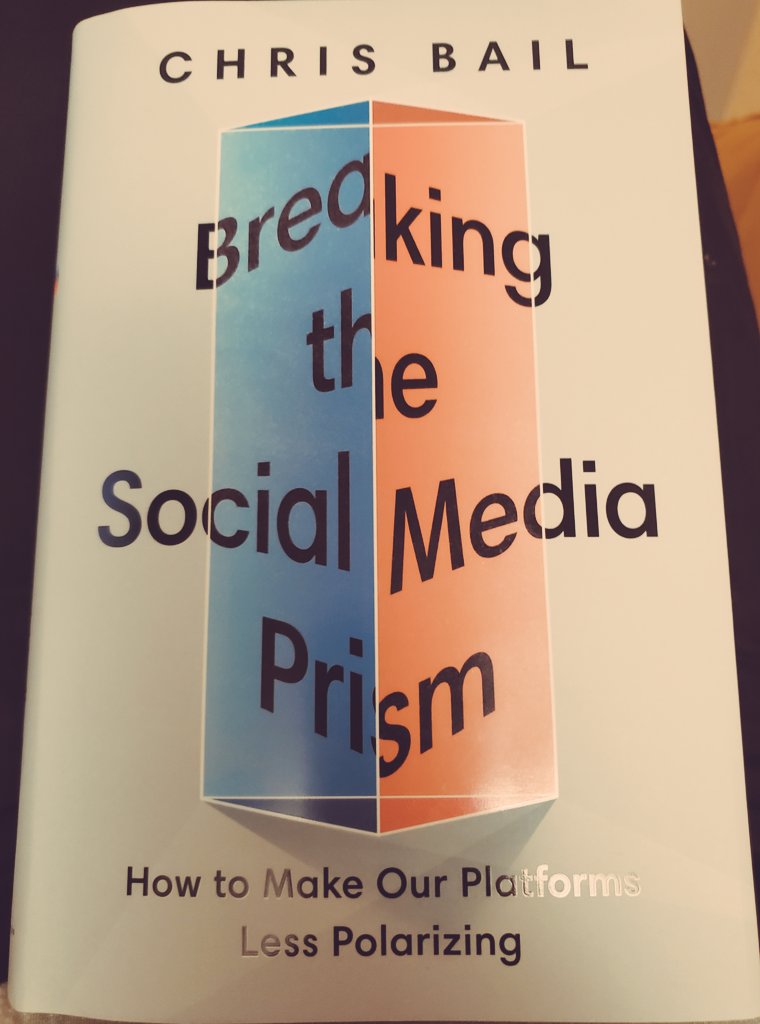 CHRIS BAIL
Breaking
the
Social Media
Prism
How to Make Our Platforms
Less Polarizing